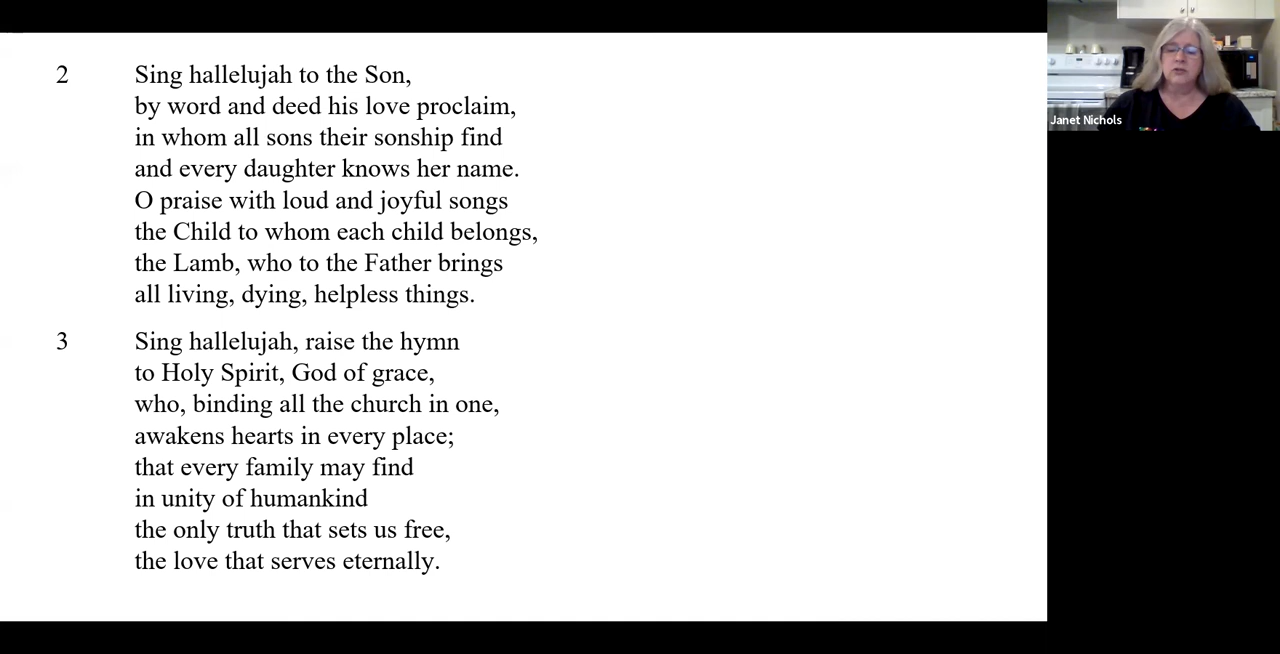 2 Sing hallelujah to the Son,
by word and deed his love proclaim,
in whom all sons their sonship find
and every daughter knows her name.
O praise with loud and joyful songs
the Child to whom each child belongs,
the Lamb, who to the Father brings
all living, dying, helpless things.
3 Sing hallelujah, raise the hymn
to Holy Spirit, God of grace,
who, binding all the church in one,
awakens hearts in every place;
that every family may find
in unity of humankind
the only truth that sets us free,
the love that serves eternally.
Janet Nichols